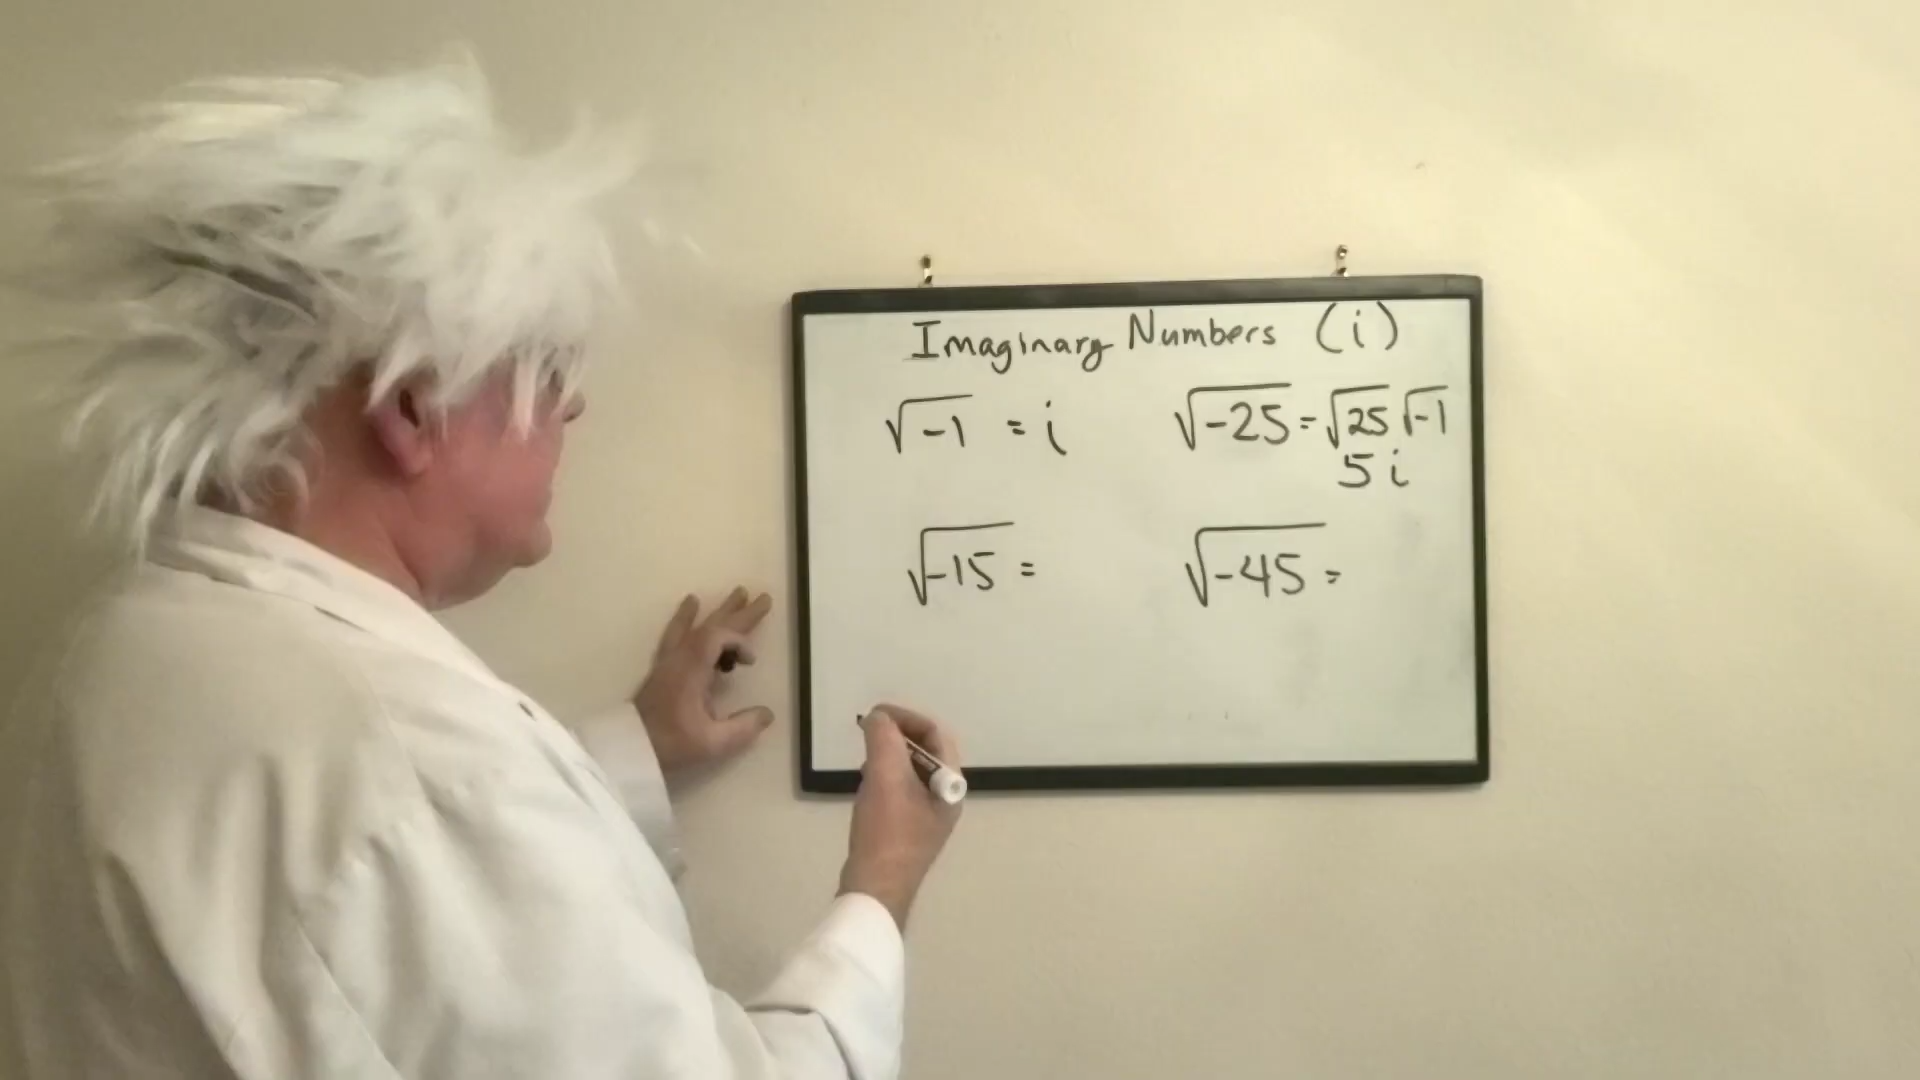 Imaginary Numbers (i)
√-1 = i
√-25 = √25 √-1
5i
√-15 =
√-45 =